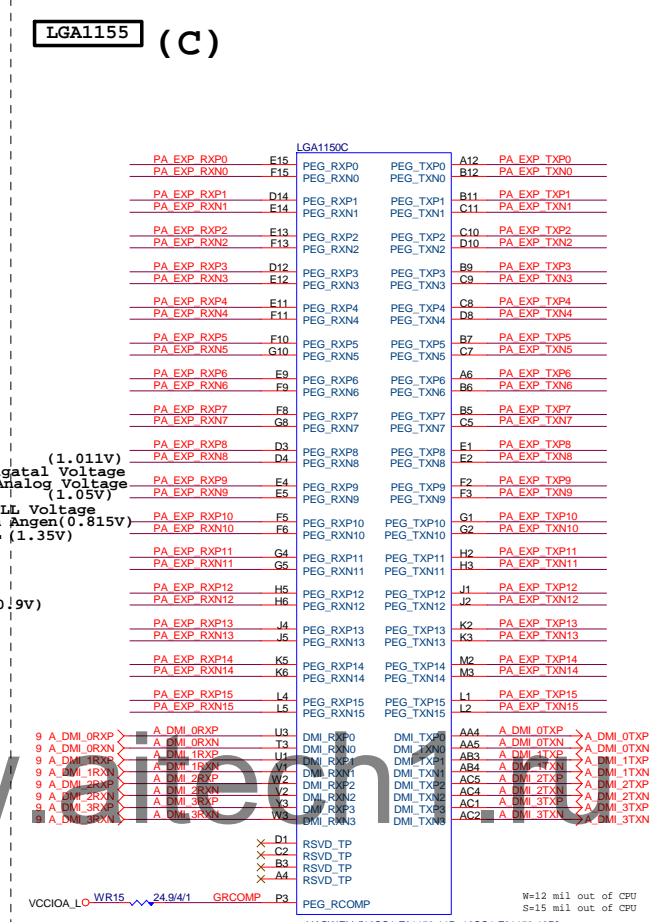 LGA1155 (C)
LGA1150C
PA_EXP_RXP0 E15 PEG_RXP0 PEG_TXP0 A12 PA_EXP_TXP0
PA_EXP_RXN0 F15 PEG_RXN0 PEG_TXN0 B12 PA_EXP_TXN0
PA_EXP_RXP1 D14 PEG_RXP1 PEG_TXP1 B11 PA_EXP_TXP1
PA_EXP_RXN1 E14 PEG_RXN1 PEG_TXN1 C11 PA_EXP_TXN1
PA_EXP_RXP2 E13 PEG_RXP2 PEG_TXP2 C10 PA_EXP_TXP2
PA_EXP_RXN2 F13 PEG_RXN2 PEG_TXN2 D10 PA_EXP_TXN2
PA_EXP_RXP3 D12 PEG_RXP3 PEG_TXP3 B9 PA_EXP_TXP3
PA_EXP_RXN3 E12 PEG_RXN3 PEG_TXN3 C9 PA_EXP_TXN3
PA_EXP_RXP4 E11 PEG_RXP4 PEG_TXP4 C8 PA_EXP_TXP4
PA_EXP_RXN4 F11 PEG_RXN4 PEG_TXN4 D8 PA_EXP_TXN4
PA_EXP_RXP5 F10 PEG_RXP5 PEG_TXP5 B7 PA_EXP_TXP5
PA_EXP_RXN5 G10 PEG_RXN5 PEG_TXN5 C7 PA_EXP_TXN5
PA_EXP_RXP6 E9 PEG_RXP6 PEG_TXP6 A6 PA_EXP_TXP6
PA_EXP_RXN6 F9 PEG_RXN6 PEG_TXN6 B6 PA_EXP_TXN6
PA_EXP_RXP7 F8 PEG_RXP7 PEG_TXP7 B5 PA_EXP_TXP7
PA_EXP_RXN7 G8 PEG_RXN7 PEG_TXN7 C5 PA_EXP_TXN7
PA_EXP_RXP8 D3 PEG_RXP8 PEG_TXP8 E1 PA_EXP_TXP8
(1.011V) PA_EXP_RXN8 D4 PEG_RXN8 PEG_TXN8 E2 PA_EXP_TXN8
gatal Voltage
Analog Voltage PA_EXP_RXP9 E4 PEG_RXP9 PEG_TXP9 F2 PA_EXP_TXP9
(1.05V) PA_EXP_RXN9 E5 PEG_RXN9 PEG_TXN9 F3 PA_EXP_TXN9
LL Voltage
Angen(0.815V) PA_EXP_RXP10 F5 PEG_RXP10 PEG_TXP10 G1 PA_EXP_TXP10
(1.35V) PA_EXP_RXN10 F6 PEG_RXN10 PEG_TXN10 G2 PA_EXP_TXN10
PA_EXP_RXP11 G4 PEG_RXP11 PEG_TXP11 H2 PA_EXP_TXP11
PA_EXP_RXN11 G5 PEG_RXN11 PEG_TXN11 H3 PA_EXP_TXN11
PA_EXP_RXP12 H5 PEG_RXP12 PEG_TXP12 J1 PA_EXP_TXP12
0.9V) PA_EXP_RXN12 H6 PEG_RXN12 PEG_TXN12 J2 PA_EXP_TXN12
PA_EXP_RXP13 J4 PEG_RXP13 PEG_TXP13 K2 PA_EXP_TXP13
PA_EXP_RXN13 J5 PEG_RXN13 PEG_TXN13 K3 PA_EXP_TXN13
PA_EXP_RXP14 K5 PEG_RXP14 PEG_TXP14 M2 PA_EXP_TXP14
PA_EXP_RXN14 K6 PEG_RXN14 PEG_TXN14 M3 PA_EXP_TXN14
PA_EXP_RXP15 L4 PEG_RXP15 PEG_TXP15 L1 PA_EXP_TXP15
PA_EXP_RXN15 L5 PEG_RXN15 PEG_TXN15 L2 PA_EXP_TXN15
9 A_DMI_0RXP A_DMI_0RXP U3 DMI_RXP0 DMI_TXP0 AA4 A_DMI_0TXP A_DMI_0TXP
9 A_DMI_0RXN A_DMI_0RXN T3 DMI_RXN0 DMI_TXN0 AA5 A_DMI_0TXN A_DMI_0TXN
9 A_DMI_1RXP A_DMI_1RXP U1 DMI_RXP1 DMI_TXP1 AB3 A_DMI_1TXP A_DMI_1TXP
9 A_DMI_1RXN A_DMI_1RXN V1 DMI_RXN1 DMI_TXN1 AB4 A_DMI_1TXN A_DMI_1TXN
9 A_DMI_2RXP A_DMI_2RXP W2 DMI_RXP2 DMI_TXP2 AC5 A_DMI_2TXP A_DMI_2TXP
9 A_DMI_2RXN A_DMI_2RXN V2 DMI_RXN2 DMI_TXN2 AC4 A_DMI_2TXN A_DMI_2TXN
9 A_DMI_3RXP A_DMI_3RXP Y3 DMI_RXP3 DMI_TXP3 AC1 A_DMI_3TXP A_DMI_3TXP
9 A_DMI_3RXN A_DMI_3RXN W3 DMI_RXN3 DMI_TXN3 AC2 A_DMI_3TXN A_DMI_3TXN
.aitech1.ru
D1 RSVD_TP
C2 RSVD_TP
B3 RSVD_TP
A4 RSVD_TP
VCCIOA_L WR15 24.9/4/1 GRCOMP P3 PEG_RCOMP
W=12 mil out of CPU
S=15 mil out of CPU